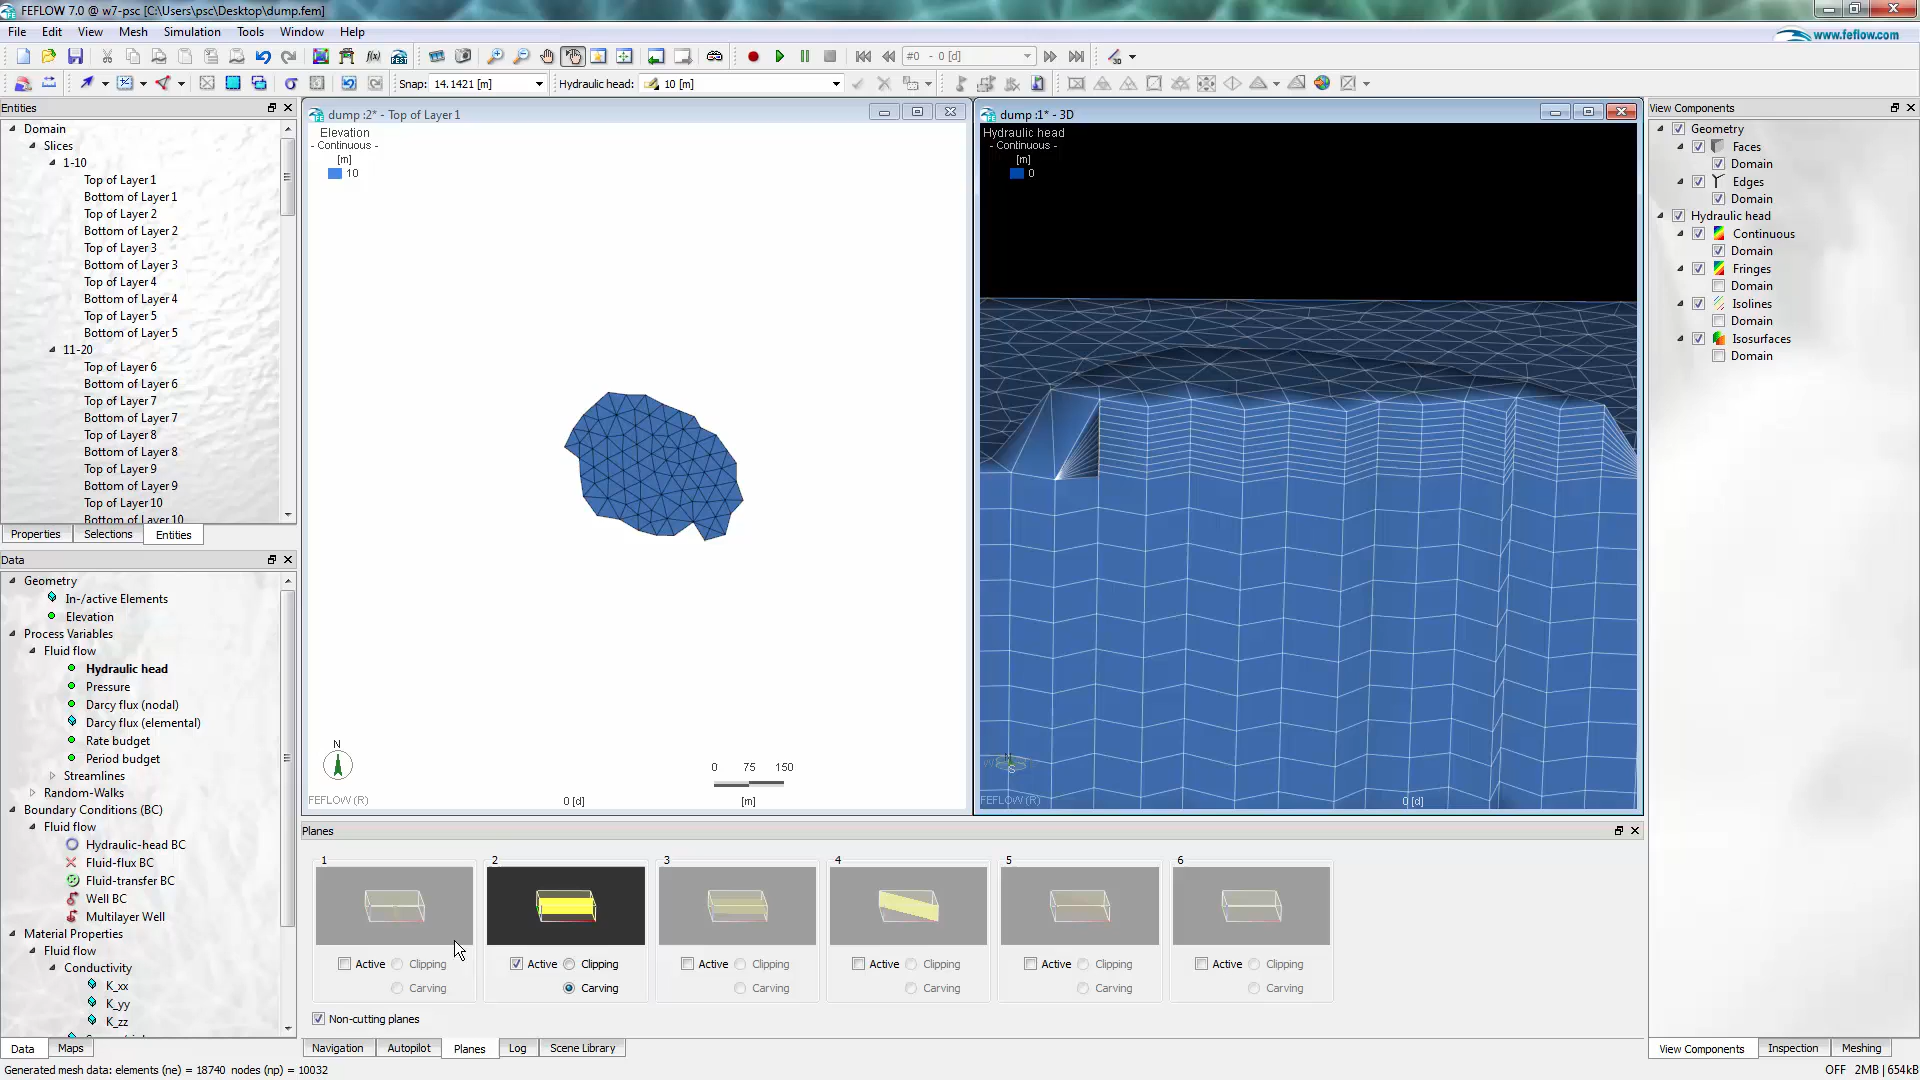 FEFLOW 7.0 @ w7-psc [C:\Users\psc\Desktop\dump.fem]
File Edit View Mesh Simulation Tools Window Help
www.feflow.com
#0 - 0 [d]
Snap: 14.1421 [m] Hydraulic head: 10 [m]
Entities
Domain
Slices
1-10
Top of Layer 1
Bottom of Layer 1
Top of Layer 2
Bottom of Layer 2
Top of Layer 3
Bottom of Layer 3
Top of Layer 4
Bottom of Layer 4
Top of Layer 5
Bottom of Layer 5
11-20
Top of Layer 6
Bottom of Layer 6
Top of Layer 7
Bottom of Layer 7
Top of Layer 8
Bottom of Layer 8
Top of Layer 9
Bottom of Layer 9
Top of Layer 10
Bottom of Layer 10
Properties Selections Entities
Data
Geometry
In-/active Elements
Elevation
Process Variables
Fluid flow
Hydraulic head
Pressure
Darcy flux (nodal)
Darcy flux (elemental)
Rate budget
Period budget
Streamlines
Random-Walks
Boundary Conditions (BC)
Fluid flow
Hydraulic-head BC
Fluid-flux BC
Fluid-transfer BC
Well BC
Multilayer Well
Material Properties
Fluid flow
Conductivity
K_xx
K_yy
K_zz
Data Maps
dump :2* - Top of Layer 1
Elevation
- Continuous -
[m]
10
N
0 75 150
FEFLOW (R) 0 [d] [m]
dump :1* - 3D
Hydraulic head
- Continuous -
[m]
0
S
FEFLOW (R) 0 [d]
Planes
1 2 3 4 5 6
Active Clipping Active Clipping Active Clipping Active Clipping Active Clipping Active Clipping
Carving Carving Carving Carving Carving Carving
Non-cutting planes
Navigation Autopilot Planes Log Scene Library
View Components
Geometry
Faces
Domain
Edges
Domain
Hydraulic head
Continuous
Domain
Fringes
Domain
Isolines
Domain
Isosurfaces
Domain
View Components Inspection Meshing
Generated mesh data: elements (ne) = 18740 nodes (np) = 10032
OFF 2MB | 654kB